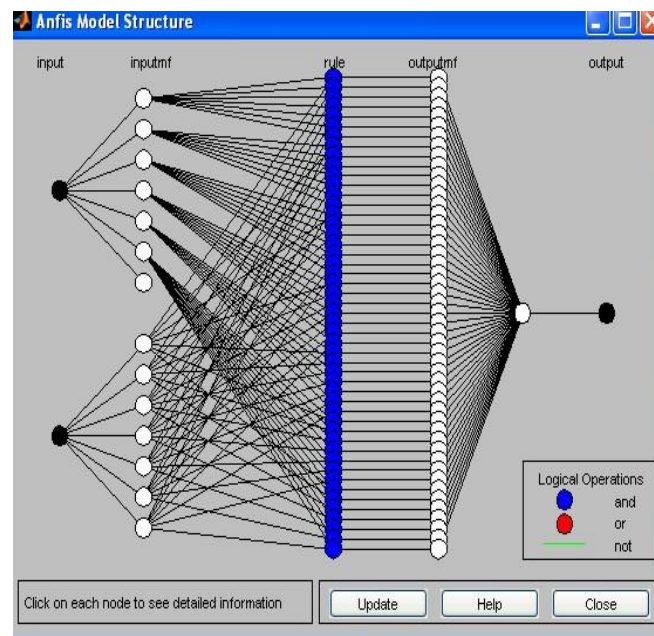 Anfis Model Structure
input inputmf rule outputmf output
Logical Operations
and
or
not
Click on each node to see detailed information
Update Help Close